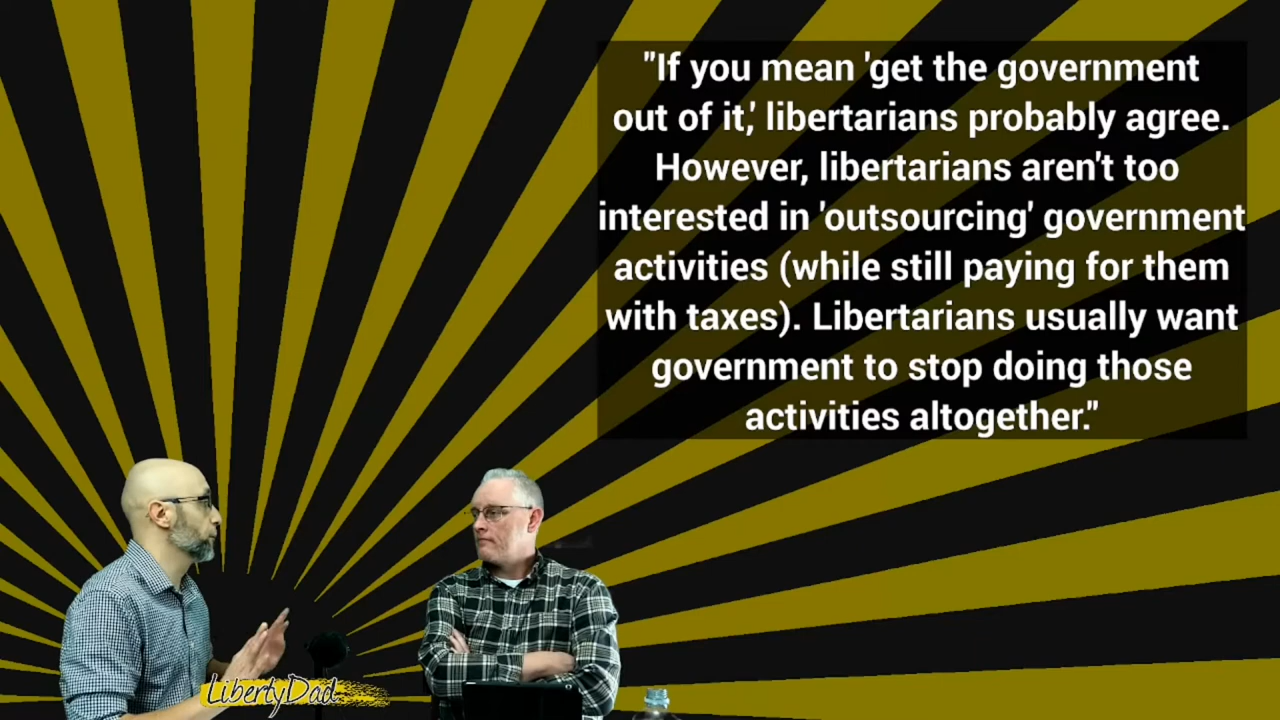 "If you mean 'get the government
out of it,' libertarians probably agree.
However, libertarians aren't too
interested in 'outsourcing' government
activities (while still paying for them
with taxes). Libertarians usually want
government to stop doing those
activities altogether."
LibertyDad